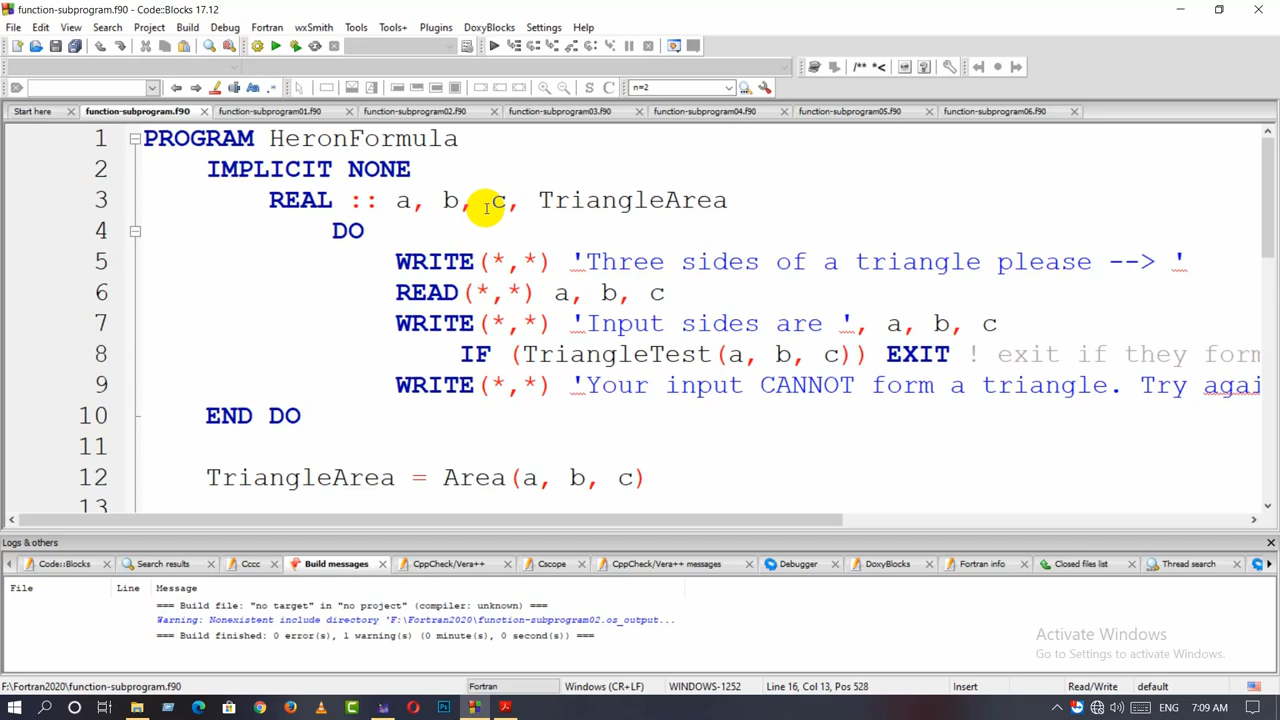 function-subprogram.f90 - Code::Blocks 17.12
File Edit View Search Project Build Debug Fortran wxSmith Tools Tools+ Plugins DoxyBlocks Settings Help
/** *<
.* S C n=2
Start here function-subprogram.f90 function-subprogram01.f90 function-subprogram02.f90 function-subprogram03.f90 function-subprogram04.f90 function-subprogram05.f90 function-subprogram06.f90
1 PROGRAM HeronFormula
2 IMPLICIT NONE
3 REAL :: a, b, c, TriangleArea
4 DO
5 WRITE(*,*) 'Three sides of a triangle please --> '
6 READ(*,*) a, b, c
7 WRITE(*,*) 'Input sides are ', a, b, c
8 IF (TriangleTest(a, b, c)) EXIT ! exit if they form
9 WRITE(*,*) 'Your input CANNOT form a triangle. Try agai
10 END DO
11
12 TriangleArea = Area(a, b, c)
13
Logs & others
Code::Blocks Search results Cccc Build messages CppCheck/Vera++ Cscope CppCheck/Vera++ messages Debugger DoxyBlocks Fortran info Closed files list Thread search
File Line Message
=== Build file: "no target" in "no project" (compiler: unknown) ===
Warning: Nonexistent include directory 'F:\Fortran2020\function-subprogram02.os_output...
=== Build finished: 0 error(s), 1 warning(s) (0 minute(s), 0 second(s)) ===
Activate Windows
Go to Settings to activate Windows.
F:\Fortran2020\function-subprogram.f90 Fortran Windows (CR+LF) WINDOWS-1252 Line 16, Col 13, Pos 528 Insert Read/Write default
ENG 7:09 AM